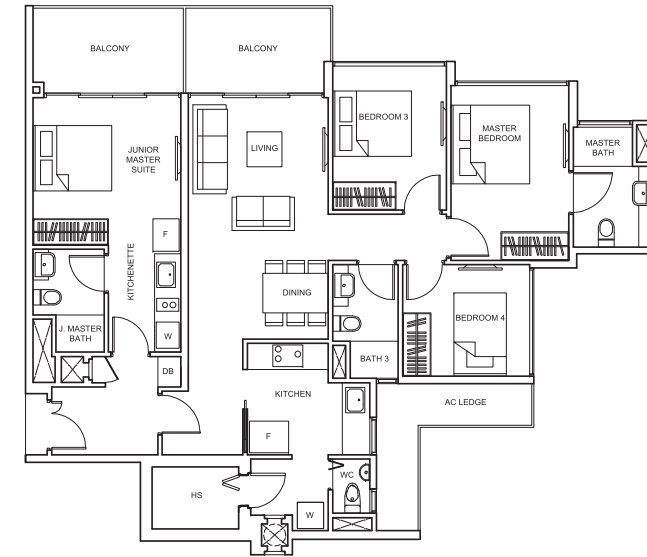 BALCONY
BALCONY
BEDROOM 3
MASTER
BEDROOM
MASTER
BATH
JUNIOR
MASTER
SUITE
LIVING
F
KITCHENETTE
DINING
W
J. MASTER
BATH
DB
BATH 3
BEDROOM 4
KITCHEN
AC LEDGE
F
WC
HS
W